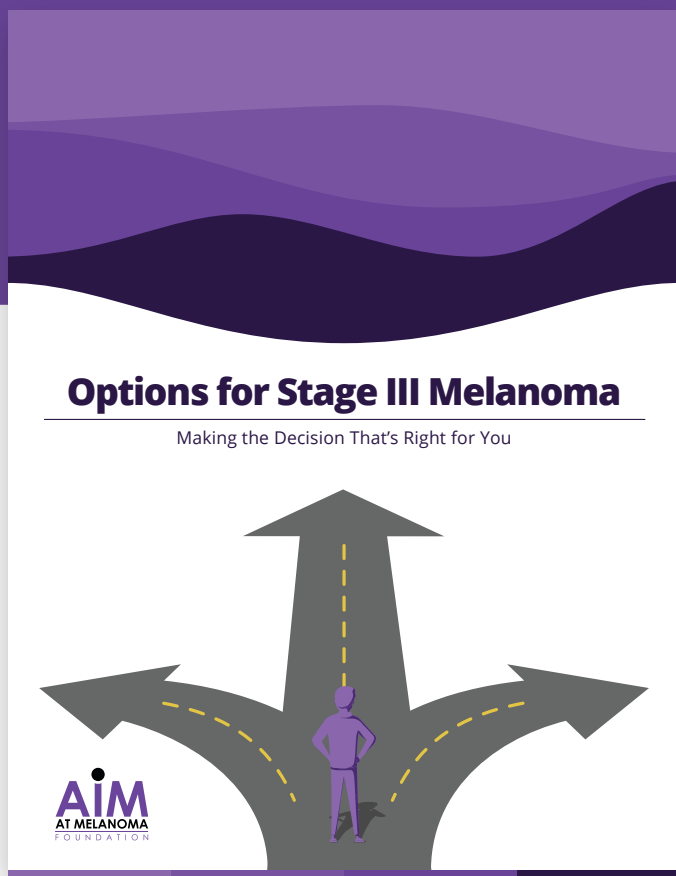 Options for Stage III Melanoma
Making the Decision That’s Right for You
AiM
AT MELANOMA
FOUNDATION